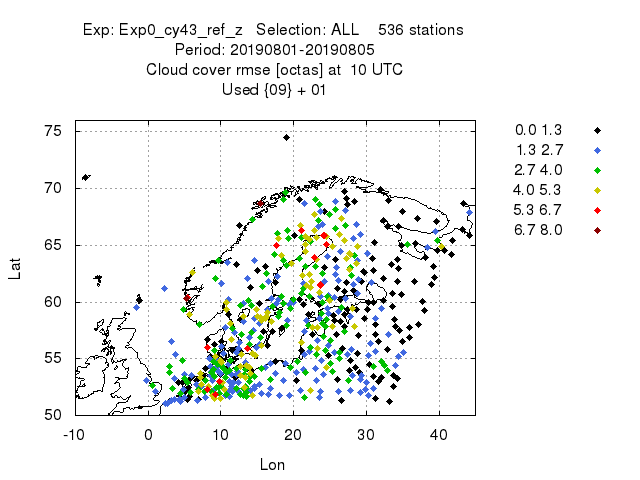 Exp: Exp0_cy43_ref_z   Selection: ALL    536 stations
Period: 20190801-20190805
Cloud cover rmse [octas] at  10 UTC
Used {09} + 01
75
70
65
60
55
50
Lat
-10 0 10 20 30 40
Lon
0.0 1.3
1.3 2.7
2.7 4.0
4.0 5.3
5.3 6.7
6.7 8.0